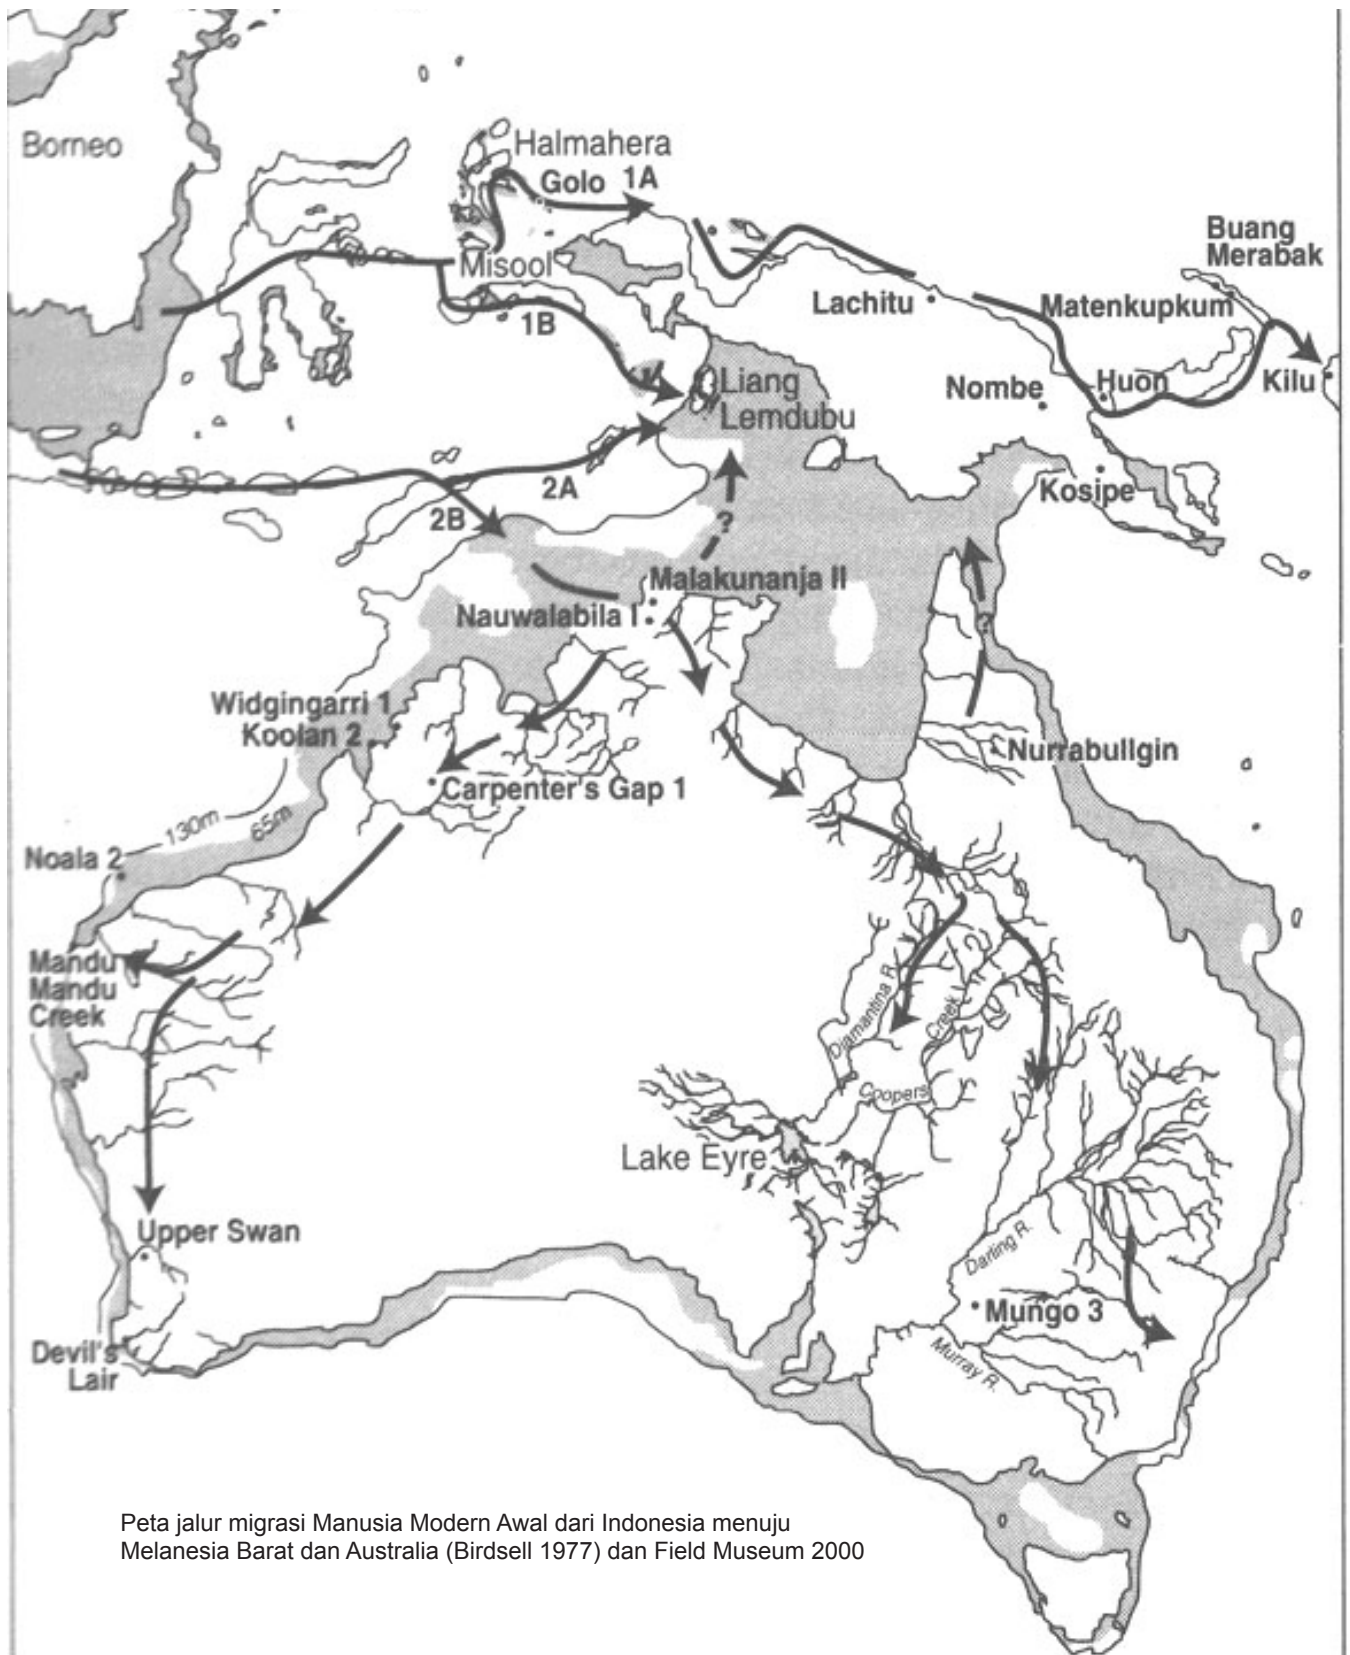 Borneo
Halmahera
Golo 1A
Misool
1B
Buang
Merabak
Lachitu
Matenkupkum
Nombe
Huon
Kilu
Liang
Lemdubu
2A
2B
Kosipe
?
Malakunanja II
Nauwalabila I
?
Widgingarri 1
Koolan 2
Nurrabullgin
Carpenter's Gap 1
130m
65m
Noala 2
Mandu
Mandu
Creek
Diamantina R.
Creek
Coopers
Lake Eyre
Upper Swan
Darling R.
Mungo 3
Devil's
Lair
Murray R.
Peta jalur migrasi Manusia Modern Awal dari Indonesia menuju
Melanesia Barat dan Australia (Birdsell 1977) dan Field Museum 2000